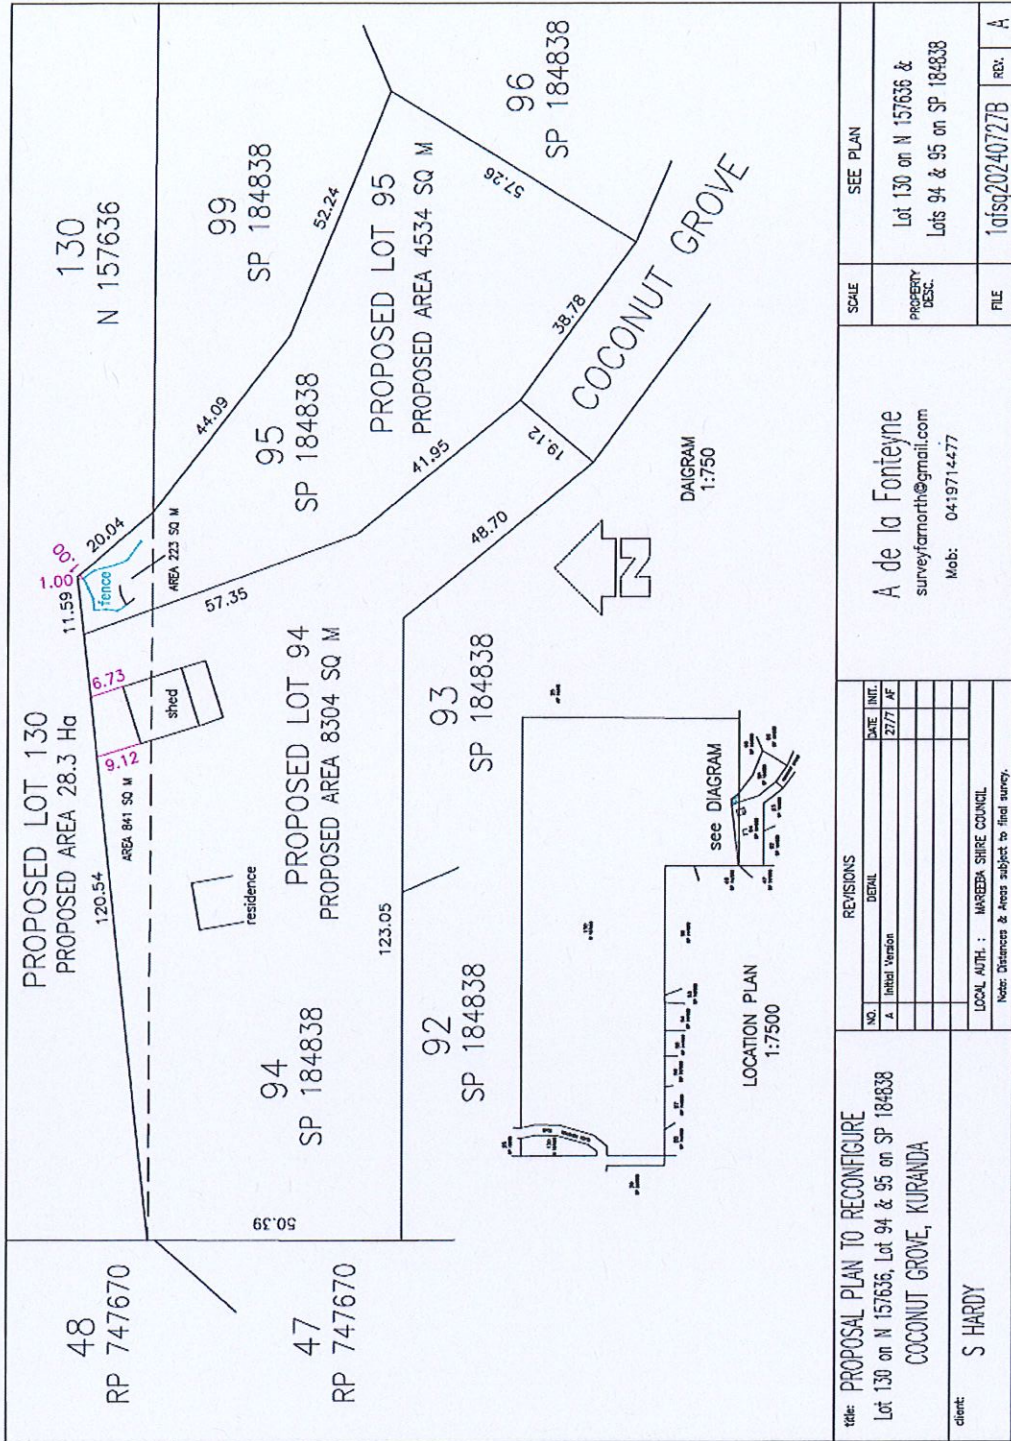 48
RP 747670
47
RP 747670
PROPOSED LOT 130
PROPOSED AREA 28.3 Ha
130
N 157636
120.54
AREA 841 SQ M
9.12
6.73
shed
11.59
1.00
1.00
fence
20.04
AREA 223 SQ M
residence
57.35
44.09
99
SP 184838
52.24
95
SP 184838
PROPOSED LOT 95
PROPOSED AREA 4534 SQ M
96
SP 184838
57.26
94
SP 184838
PROPOSED LOT 94
PROPOSED AREA 8304 SQ M
50.39
123.05
41.95
38.78
19.12
48.70
COCONUT GROVE
92
SP 184838
93
SP 184838
N
DAIGRAM
1:750
see DIAGRAM
LOCATION PLAN
1:7500
title: PROPOSAL PLAN TO RECONFIGURE
Lot 130 on N 157636, Lot 94 & 95 on SP 184838
COCONUT GROVE, KURANDA
client:
S HARDY
REVISIONS
NO. DETAIL DATE INIT.
A Initial Version 27/7 AF
LOCAL AUTH. : MAREEBA SHIRE COUNCIL
Note: Distances & Areas subject to final survey.
A de la Fonteyne
surveyfarnorth@gmail.com
Mob: 0419714477
SCALE SEE PLAN
PROPERTY DESC.
Lot 130 on N 157636 &
Lots 94 & 95 on SP 184838
FILE 1afsq20240727B REV. A